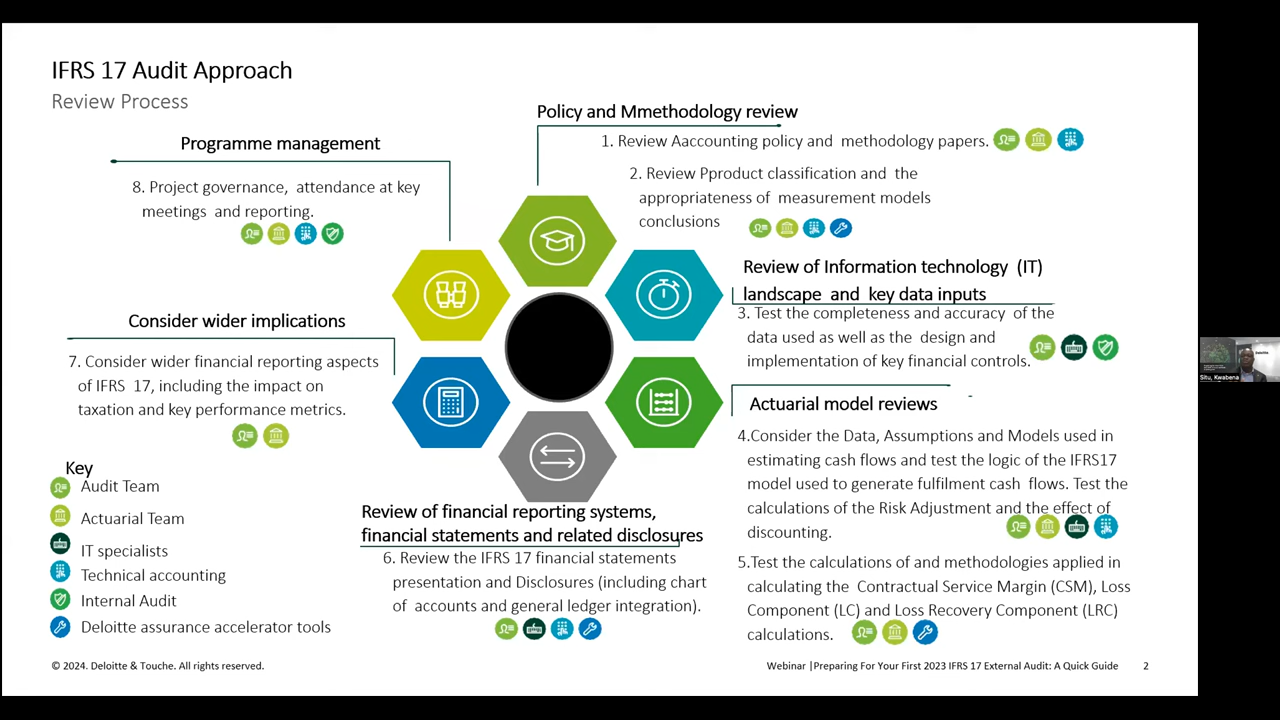 IFRS 17 Audit Approach
Review Process
Policy and Mmethodology review
1. Review Aaccounting policy and methodology papers.
2. Review Pproduct classification and the
appropriateness of measurement models
conclusions
Review of Information technology (IT)
landscape and key data inputs
3. Test the completeness and accuracy of the
data used as well as the design and
implementation of key financial controls.
Actuarial model reviews
4.Consider the Data, Assumptions and Models used in
estimating cash flows and test the logic of the IFRS17
model used to generate fulfilment cash flows. Test the
calculations of the Risk Adjustment and the effect of
discounting.
5.Test the calculations of and methodologies applied in
calculating the Contractual Service Margin (CSM), Loss
Component (LC) and Loss Recovery Component (LRC)
calculations.
Review of financial reporting systems,
financial statements and related disclosures
6. Review the IFRS 17 financial statements
presentation and Disclosures (including chart
of accounts and general ledger integration).
Consider wider implications
7. Consider wider financial reporting aspects
of IFRS 17, including the impact on
taxation and key performance metrics.
Programme management
8. Project governance, attendance at key
meetings and reporting.
Key
Audit Team
Actuarial Team
IT specialists
Technical accounting
Internal Audit
Deloitte assurance accelerator tools
© 2024. Deloitte & Touche. All rights reserved.
Webinar |Preparing For Your First 2023 IFRS 17 External Audit: A Quick Guide
2
Deloitte
Situ, Kwabena